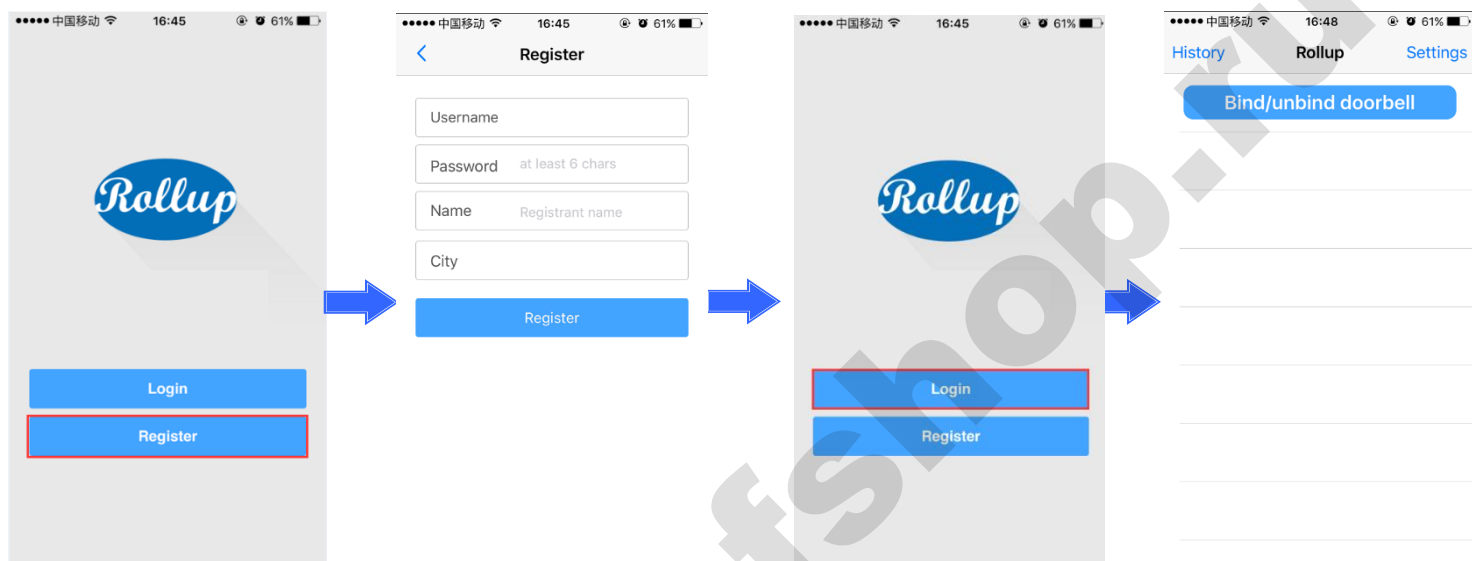 中国移动 16:45 61%
Rollup
Login
Register
中国移动 16:45 61%
Register
Username
Password at least 6 chars
Name Registrant name
City
Register
中国移动 16:45 61%
Rollup
Login
Register
中国移动 16:48 61%
History Rollup Settings
Bind/unbind doorbell
fshop.ru